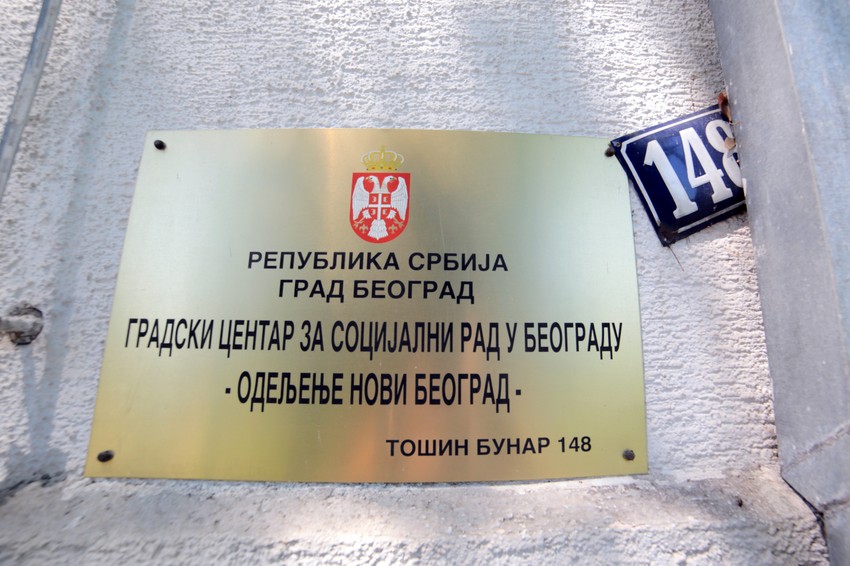 РЕПУБЛИКА СРБИЈА
ГРАД БЕОГРАД
ГРАДСКИ ЦЕНТАР ЗА СОЦИЈАЛНИ РАД У БЕОГРАДУ
- ОДЕЉЕЊЕ НОВИ БЕОГРАД -
ТОШИН БУНАР 148
148